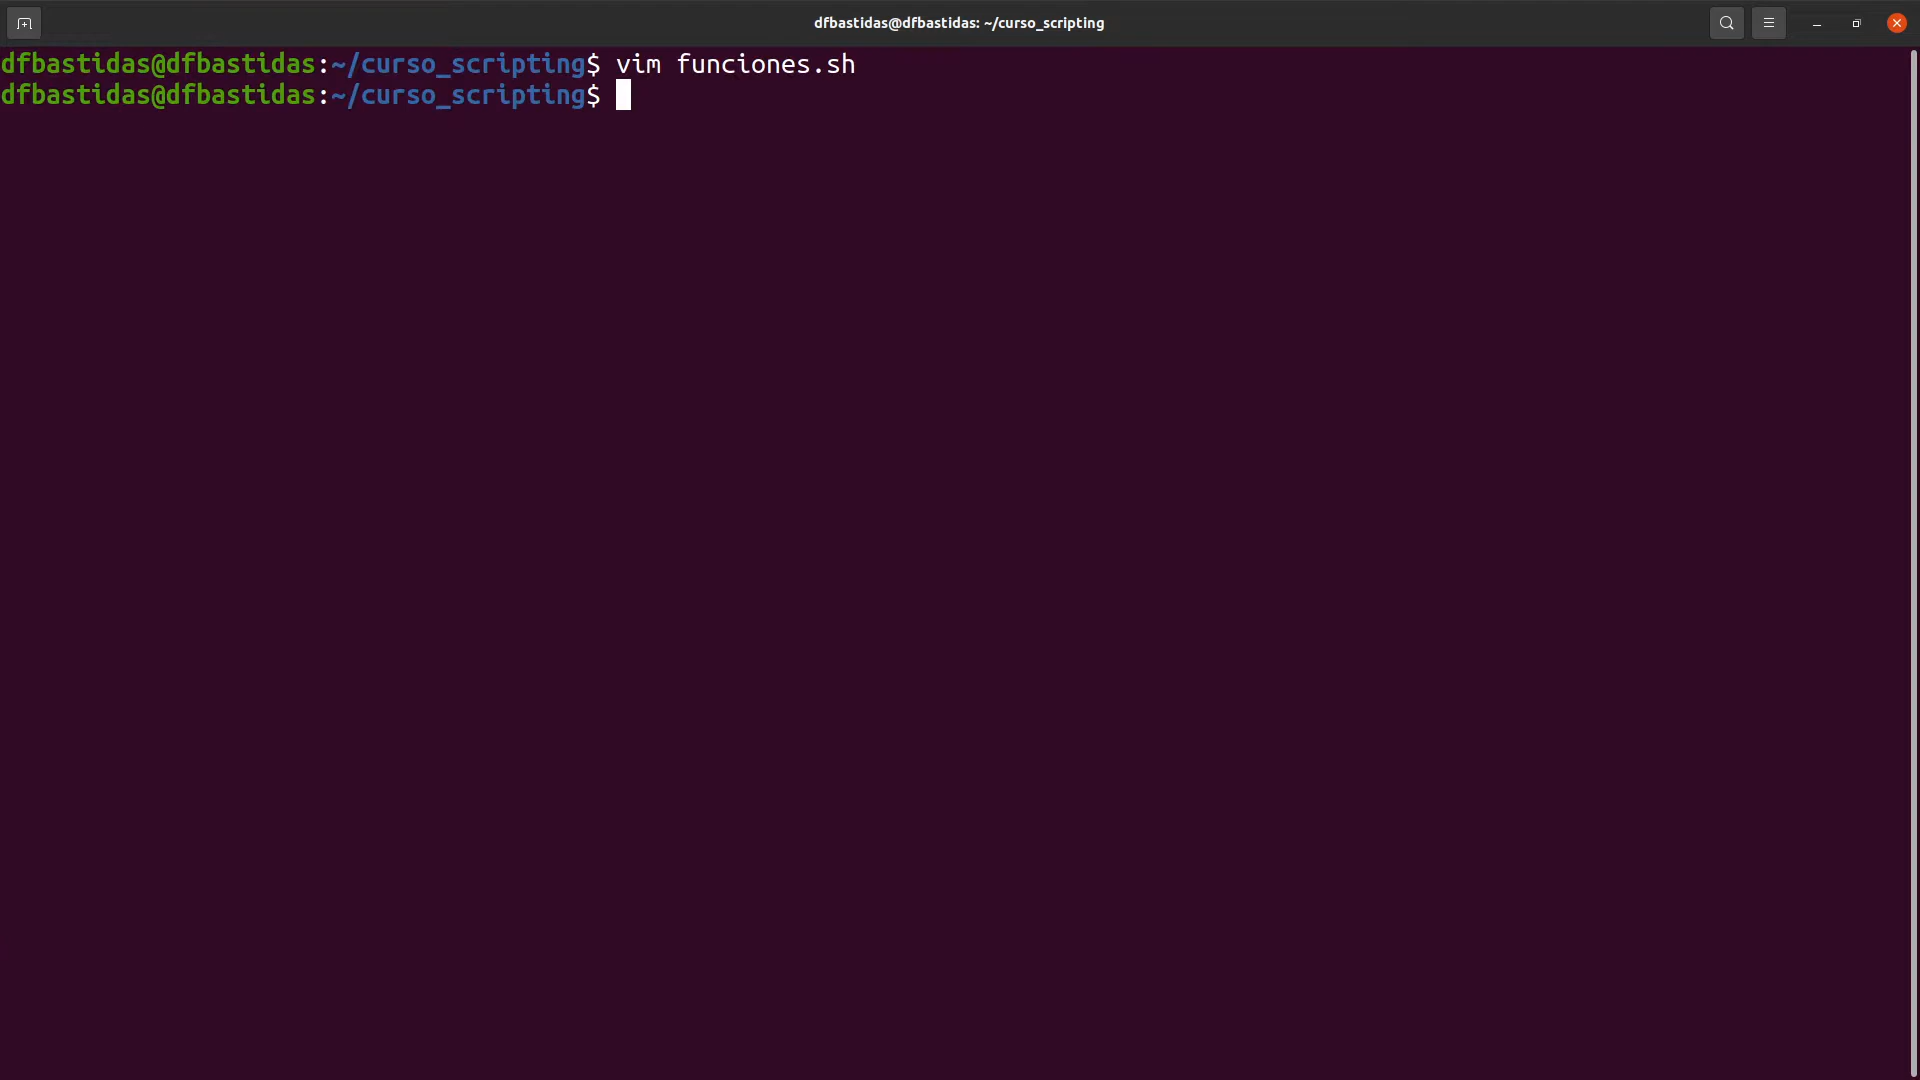 dfbastidas@dfbastidas: ~/curso_scripting
dfbastidas@dfbastidas:~/curso_scripting$ vim funciones.sh
dfbastidas@dfbastidas:~/curso_scripting$